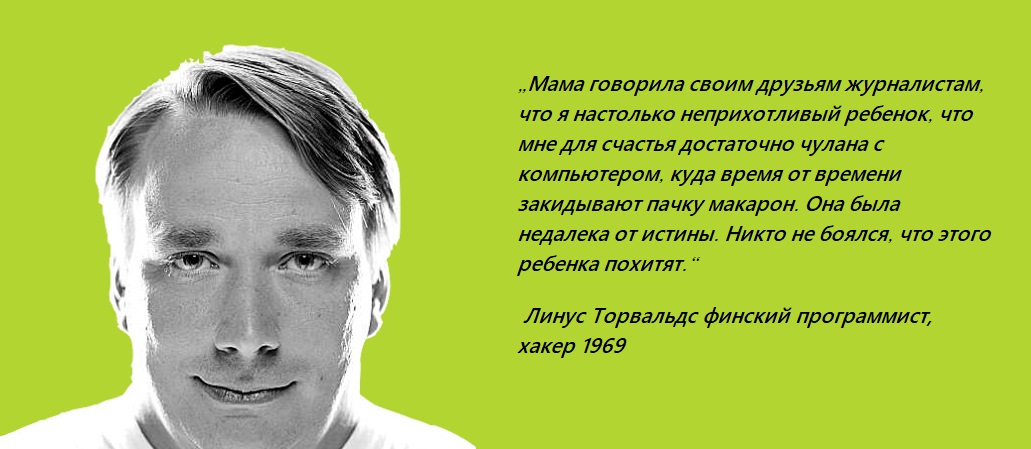 „Мама говорила своим друзьям журналистам,
что я настолько неприхотливый ребенок, что
мне для счастья достаточно чулана с
компьютером, куда время от времени
закидывают пачку макарон. Она была
недалека от истины. Никто не боялся, что этого
ребенка похитят.“
Линус Торвальдс финский программист,
хакер 1969